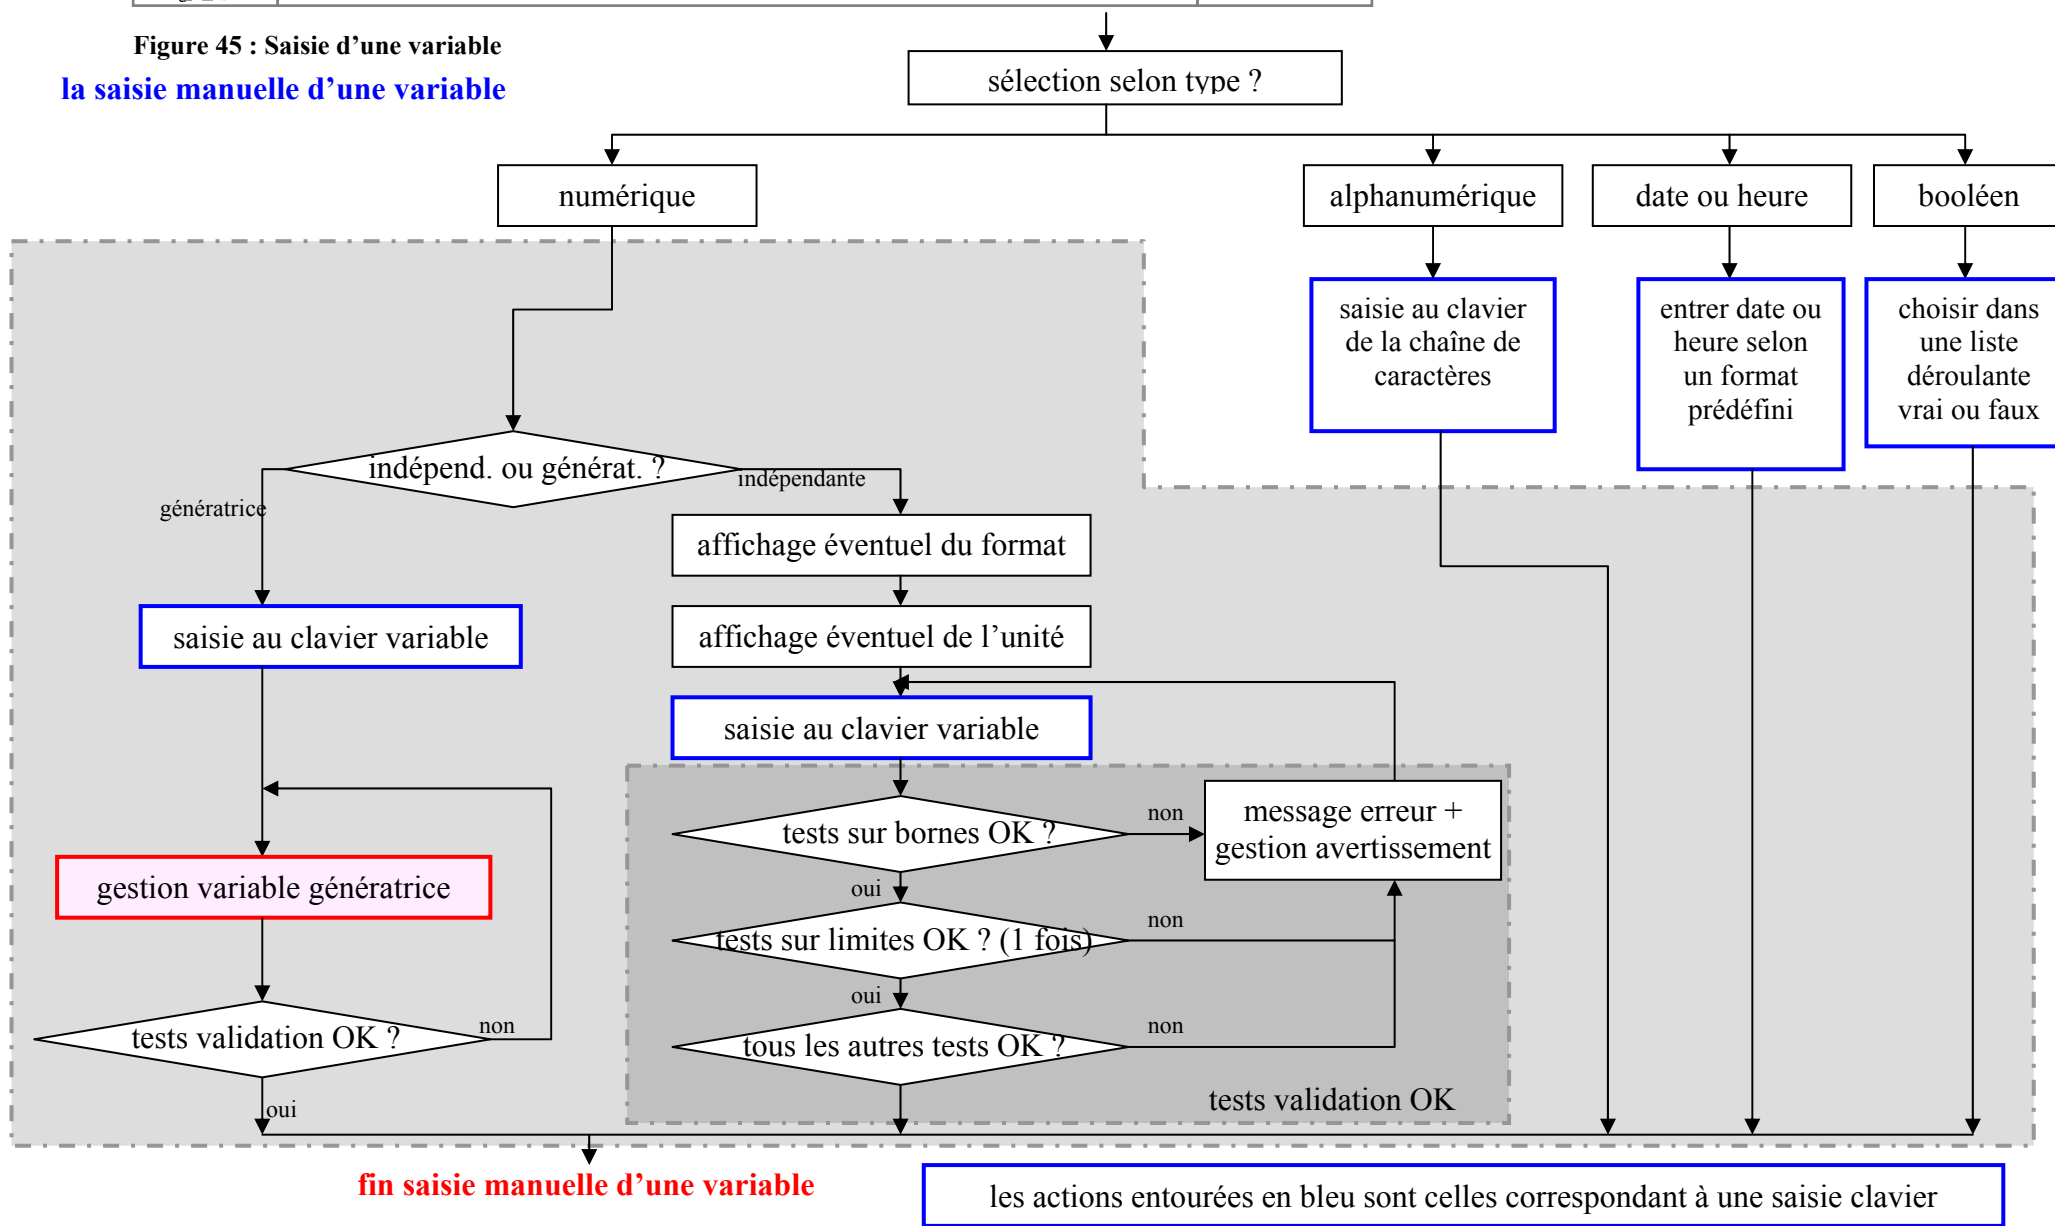 Figure 45 : Saisie d’une variable
la saisie manuelle d’une variable
sélection selon type ?
numérique
alphanumérique
date ou heure
booléen
saisie au clavier
de la chaîne de
caractères
entrer date ou
heure selon
un format
prédéfini
choisir dans
une liste
déroulante
vrai ou faux
indépend. ou générat. ?
indépendante
génératrice
affichage éventuel du format
saisie au clavier variable
affichage éventuel de l’unité
saisie au clavier variable
tests sur bornes OK ?
non
message erreur +
gestion avertissement
oui
gestion variable génératrice
tests sur limites OK ? (1 fois)
non
oui
tests validation OK ?
non
tous les autres tests OK ?
non
oui
tests validation OK
fin saisie manuelle d’une variable
les actions entourées en bleu sont celles correspondant à une saisie clavier